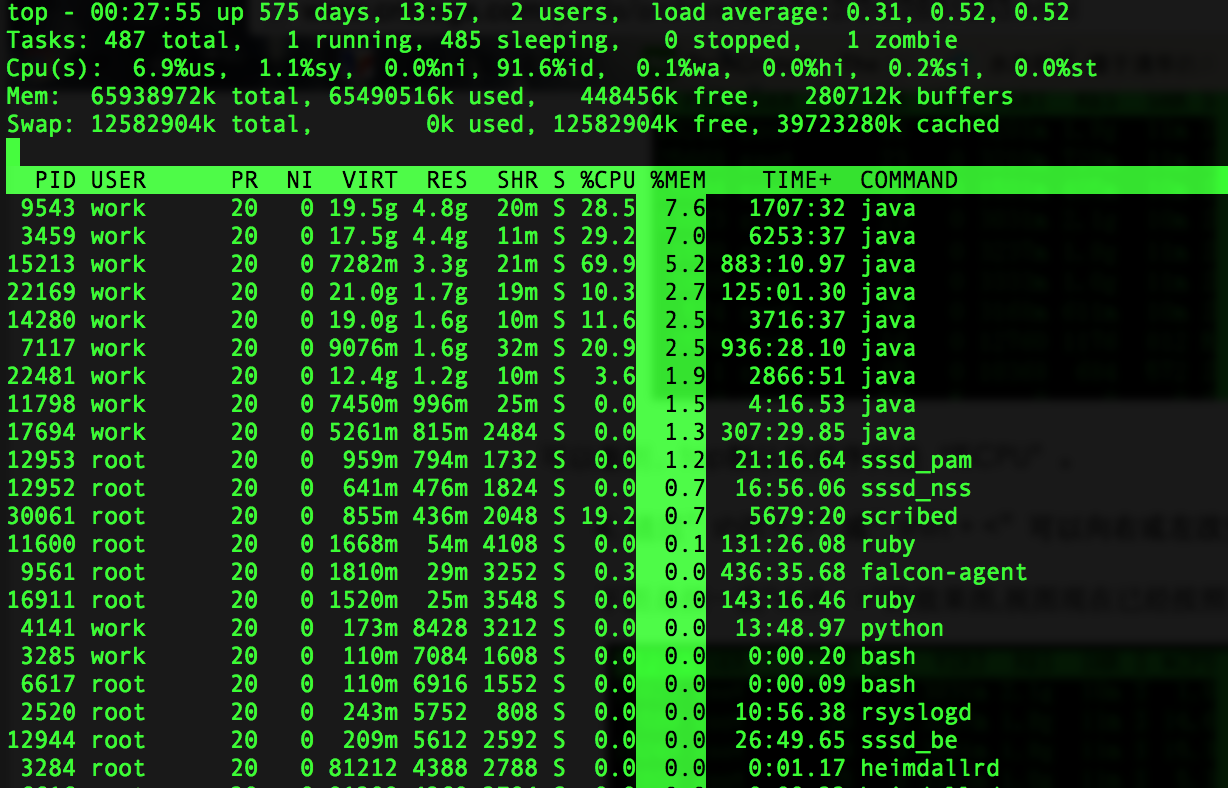 top - 00:27:55 up 575 days, 13:57,  2 users,  load average: 0.31, 0.52, 0.52
Tasks: 487 total,   1 running, 485 sleeping,   0 stopped,   1 zombie
Cpu(s):  6.9%us,  1.1%sy,  0.0%ni, 91.6%id,  0.1%wa,  0.0%hi,  0.2%si,  0.0%st
Mem:  65938972k total, 65490516k used,   448456k free,   280712k buffers
Swap: 12582904k total,        0k used, 12582904k free, 39723280k cached
  PID USER      PR  NI  VIRT  RES  SHR S %CPU %MEM    TIME+  COMMAND
 9543 work      20   0 19.5g 4.8g  20m S 28.5  7.6   1707:32 java
 3459 work      20   0 17.5g 4.4g  11m S 29.2  7.0   6253:37 java
15213 work      20   0 7282m 3.3g  21m S 69.9  5.2 883:10.97 java
22169 work      20   0 21.0g 1.7g  19m S 10.3  2.7 125:01.30 java
14280 work      20   0 19.0g 1.6g  10m S 11.6  2.5   3716:37 java
 7117 work      20   0 9076m 1.6g  32m S 20.9  2.5 936:28.10 java
22481 work      20   0 12.4g 1.2g  10m S  3.6  1.9   2866:51 java
11798 work      20   0 7450m 996m  25m S  0.0  1.5   4:16.53 java
17694 work      20   0 5261m 815m 2484 S  0.0  1.3 307:29.85 java
12953 root      20   0  959m 794m 1732 S  0.0  1.2  21:16.64 sssd_pam
12952 root      20   0  641m 476m 1824 S  0.0  0.7  16:56.06 sssd_nss
30061 root      20   0  855m 436m 2048 S 19.2  0.7   5679:20 scribed
11600 root      20   0 1668m  54m 4108 S  0.0  0.1 131:26.08 ruby
 9561 root      20   0 1810m  29m 3252 S  0.3  0.0 436:35.68 falcon-agent
16911 root      20   0 1520m  25m 3548 S  0.0  0.0 143:16.46 ruby
 4141 work      20   0  173m 8428 3212 S  0.0  0.0  13:48.97 python
 3285 work      20   0  110m 7084 1608 S  0.0  0.0   0:00.20 bash
 6617 root      20   0  110m 6916 1552 S  0.0  0.0   0:00.09 bash
 2520 root      20   0  243m 5752  808 S  0.0  0.0  10:56.38 rsyslogd
12944 root      20   0  209m 5612 2592 S  0.0  0.0  26:49.65 sssd_be
 3284 root      20   0 81212 4388 2788 S  0.0  0.0   0:01.17 heimdallrd